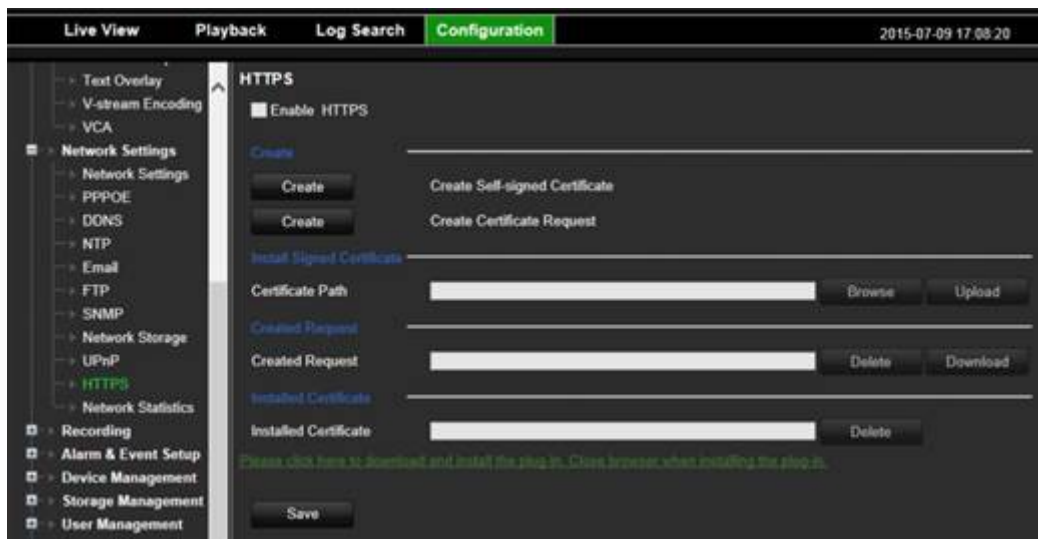 Live View Playback Log Search Configuration 2015-07-09 17:08:20
Text Overlay
V-stream Encoding
VCA
Network Settings
Network Settings
PPPOE
DDNS
NTP
Email
FTP
SNMP
Network Storage
UPnP
HTTPS
Network Statistics
Recording
Alarm & Event Setup
Device Management
Storage Management
User Management
HTTPS
Enable HTTPS
Create
Create Create Self-signed Certificate
Create Create Certificate Request
Install Signed Certificate
Certificate Path Browse Upload
Created Request
Created Request Delete Download
Installed Certificate
Installed Certificate Delete
Please click here to download and install the plug-in. Close browser when installing the plug-in.
Save